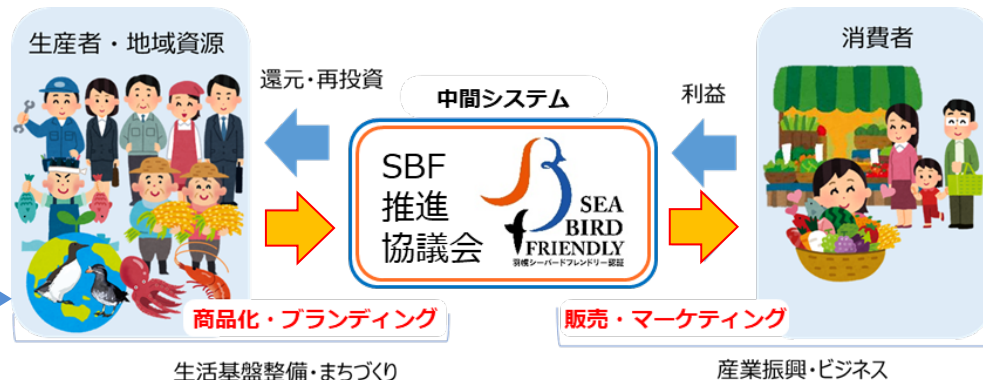 生産者・地域資源
還元・再投資
中間システム
利益
消費者
SBF
推進
協議会
SEA
BIRD
FRIENDLY
羽幌シーバードフレンドリー認証
商品化・ブランディング
販売・マーケティング
生活基盤整備・まちづくり
産業振興・ビジネス